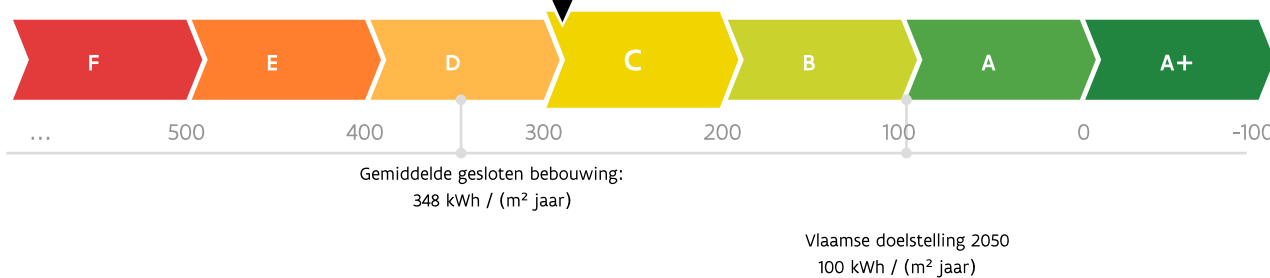 F E D C B A A+
... 500 400 300 200 100 0 -100
Gemiddelde gesloten bebouwing:
348 kWh / (m² jaar)
Vlaamse doelstelling 2050
100 kWh / (m² jaar)